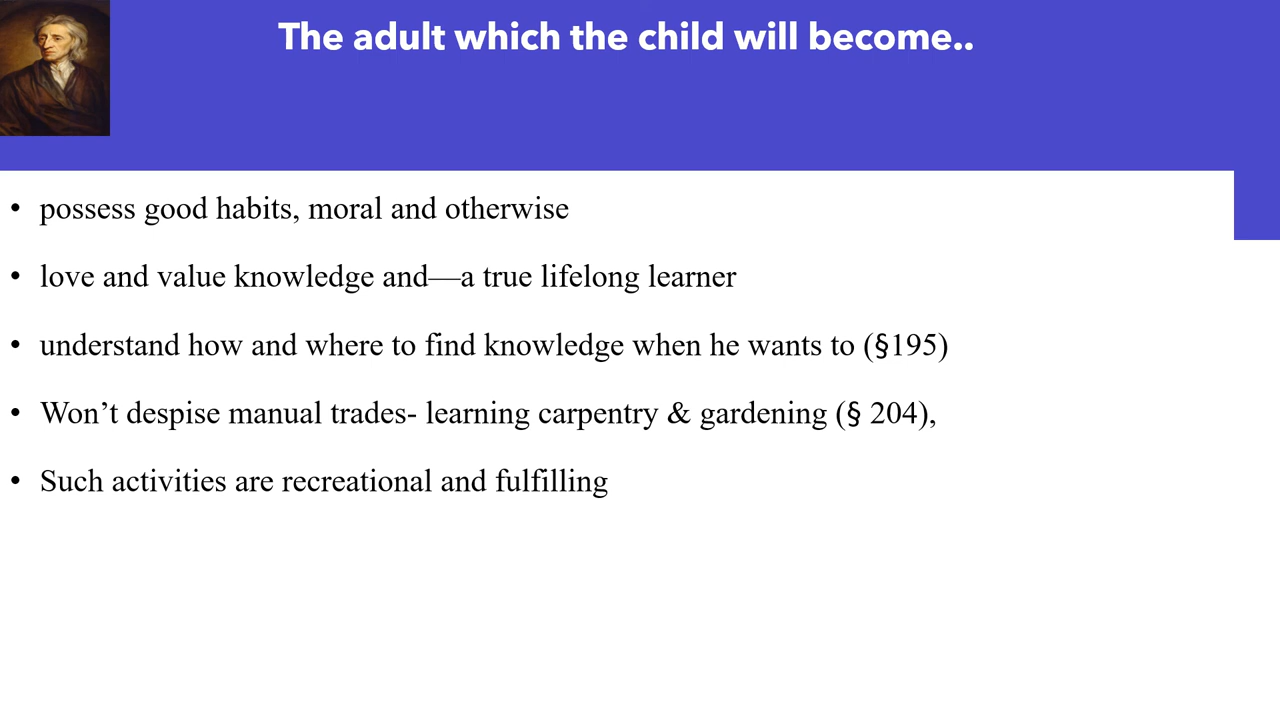 The adult which the child will become..
• possess good habits, moral and otherwise
• love and value knowledge and—a true lifelong learner
• understand how and where to find knowledge when he wants to (§195)
• Won’t despise manual trades- learning carpentry & gardening (§ 204),
• Such activities are recreational and fulfilling